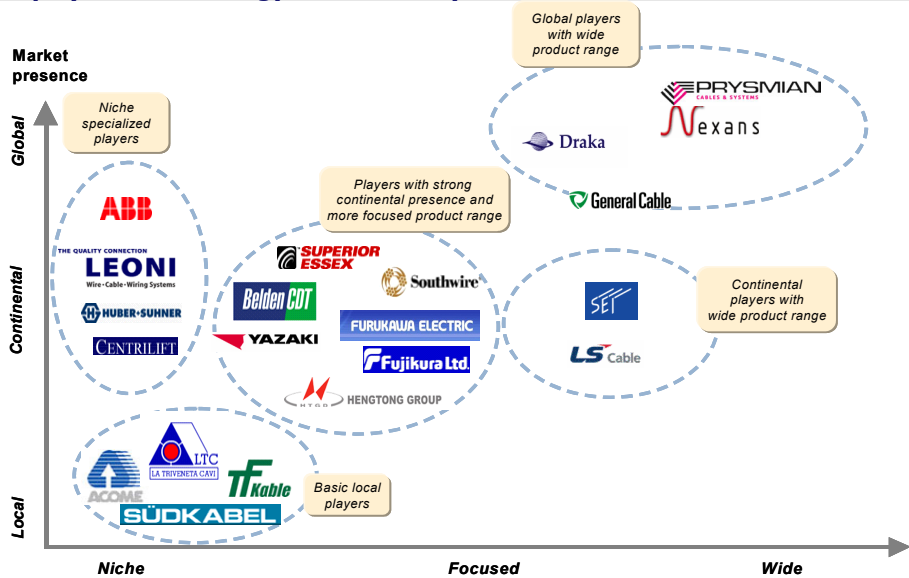 Global players
with wide
product range
Market
presence
PRYSMIAN
CABLES & SYSTEMS
Nexans
Niche
specialized
players
Global
Draka
Players with strong
continental presence and
more focused product range
General Cable
ABB
SUPERIOR
ESSEX
THE QUALITY CONNECTION
LEONI
Wire · Cable · Wiring Systems
Southwire
Continental
players with
wide product range
Belden CDT
SEI
Continental
H+S HUBER+SUHNER
FURUKAWA ELECTRIC
YAZAKI
CENTRILIFT
LS Cable
Fujikura Ltd.
HTGD
HENGTONG GROUP
LTC
LA TRIVENETA CAVI
ACOME
TF Kable
Basic local
players
SÜDKABEL
Local
Niche
Focused
Wide